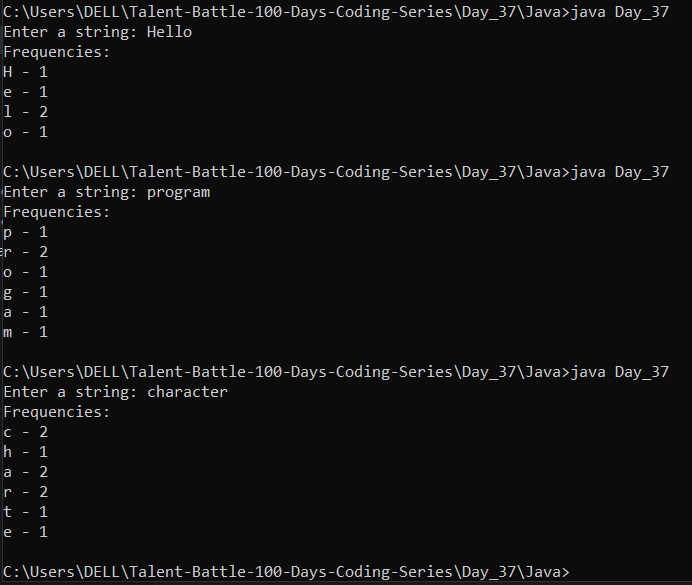 C:\Users\DELL\Talent-Battle-100-Days-Coding-Series\Day_37\Java>java Day_37
Enter a string: Hello
Frequencies:
H - 1
e - 1
l - 2
o - 1

C:\Users\DELL\Talent-Battle-100-Days-Coding-Series\Day_37\Java>java Day_37
Enter a string: program
Frequencies:
p - 1
r - 2
o - 1
g - 1
a - 1
m - 1

C:\Users\DELL\Talent-Battle-100-Days-Coding-Series\Day_37\Java>java Day_37
Enter a string: character
Frequencies:
c - 2
h - 1
a - 2
r - 2
t - 1
e - 1

C:\Users\DELL\Talent-Battle-100-Days-Coding-Series\Day_37\Java>